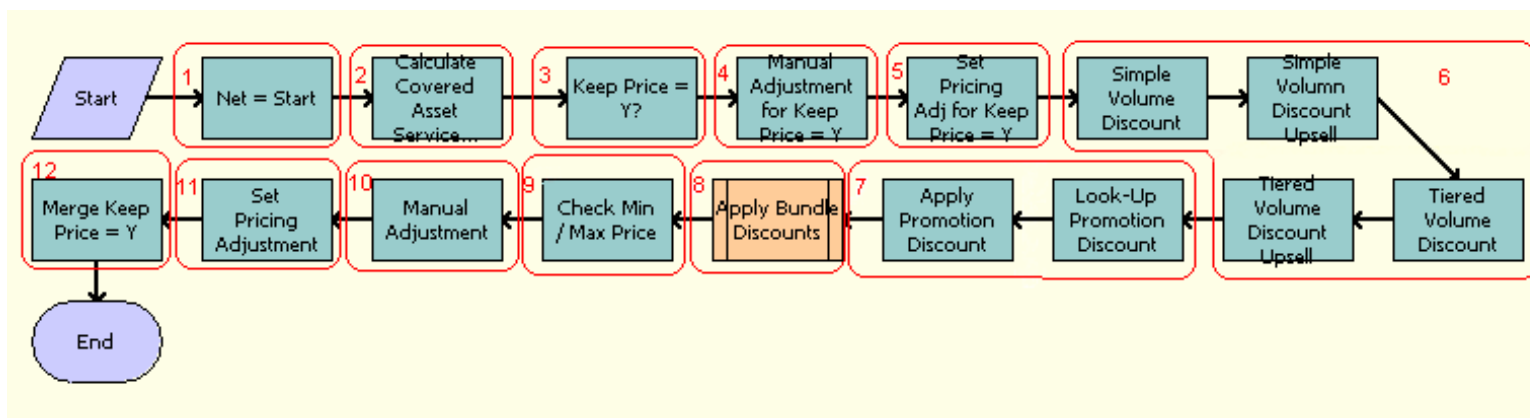 Start
1
Net = Start
2
Calculate
Covered
Asset
Service...
3
Keep Price =
Y?
4
Manual
Adjustment
for Keep
Price = Y
5
Set
Pricing
Adj for Keep
Price = Y
6
Simple
Volume
Discount
Simple
Volumn
Discount
Upsell
Tiered
Volume
Discount
Tiered
Volume
Discount
Upsell
7
Look-Up
Promotion
Discount
Apply
Promotion
Discount
8
Apply Bundle
Discounts
9
Check Min
/ Max Price
10
Manual
Adjustment
11
Set
Pricing
Adjustment
12
Merge Keep
Price = Y
End